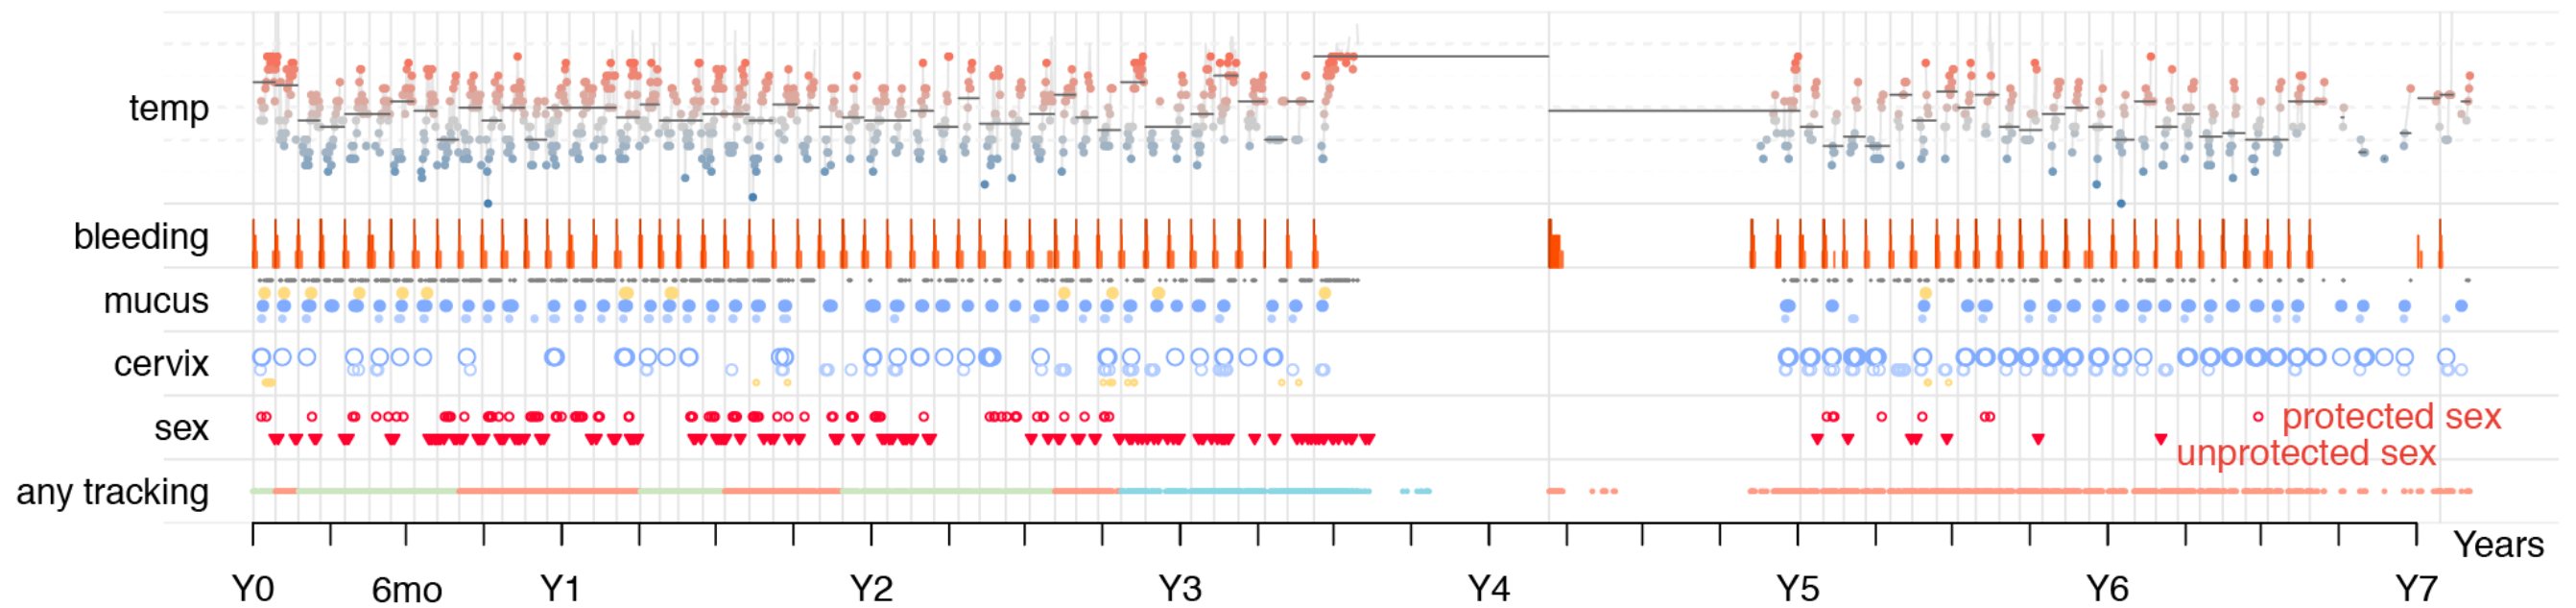 temp
bleeding
mucus
cervix
sex
protected sex
unprotected sex
any tracking
Years
Y0 6mo Y1 Y2 Y3 Y4 Y5 Y6 Y7